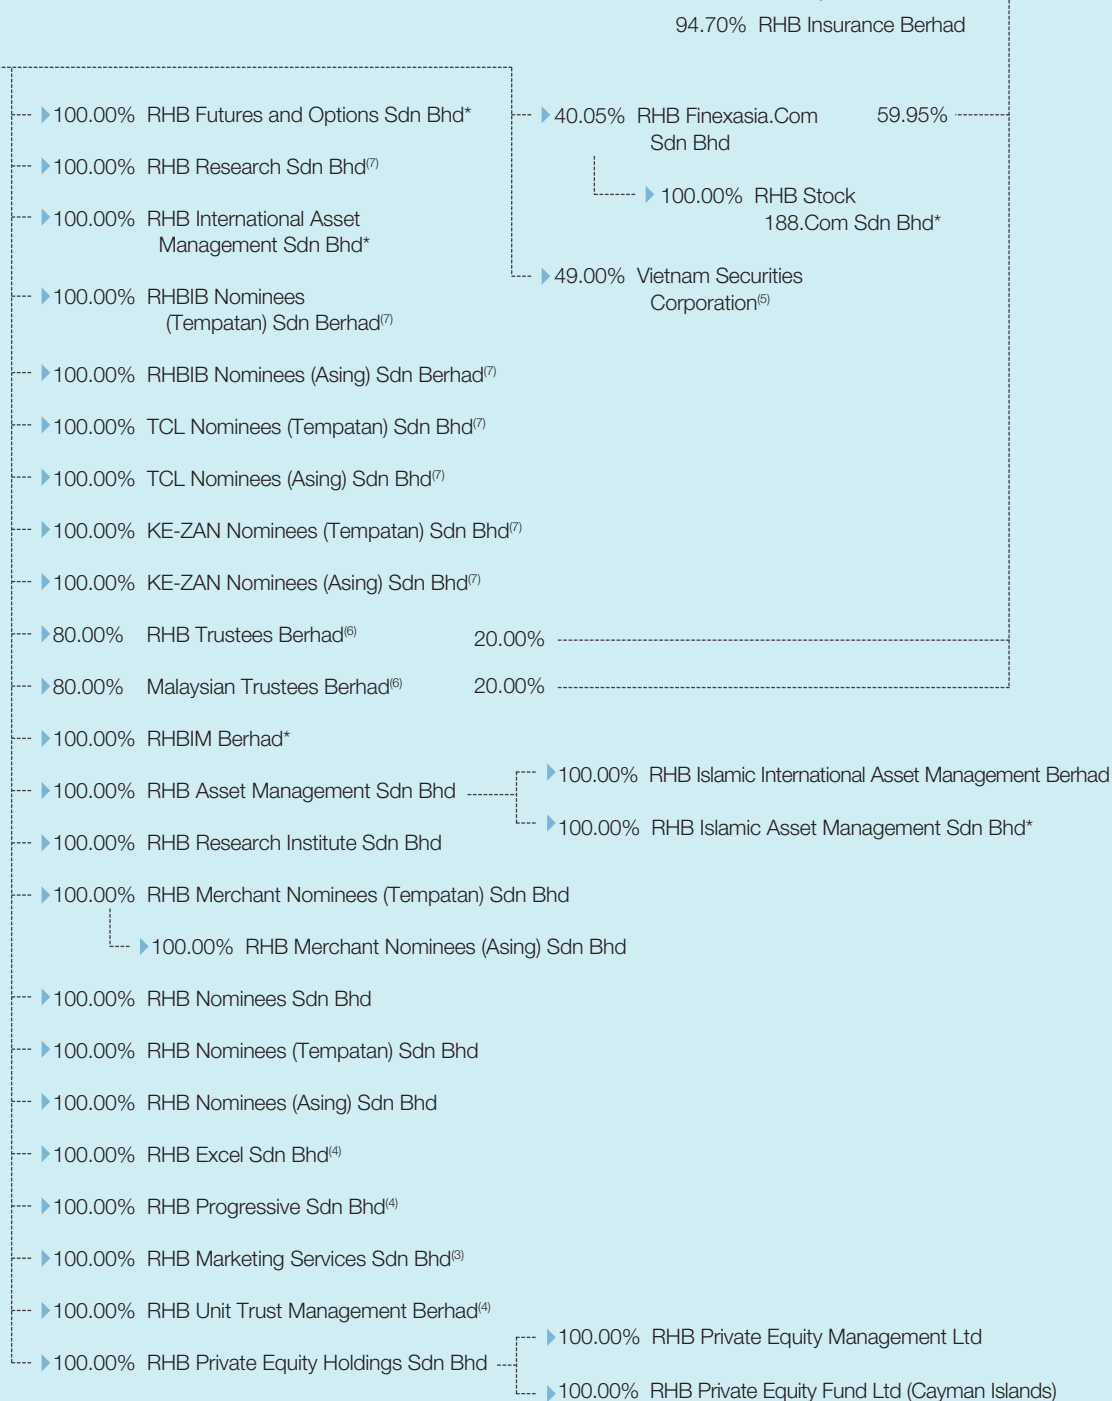 94.70% RHB Insurance Berhad
100.00% RHB Futures and Options Sdn Bhd*
100.00% RHB Research Sdn Bhd(7)
100.00% RHB International Asset
Management Sdn Bhd*
100.00% RHBIB Nominees
(Tempatan) Sdn Berhad(7)
100.00% RHBIB Nominees (Asing) Sdn Berhad(7)
100.00% TCL Nominees (Tempatan) Sdn Bhd(7)
100.00% TCL Nominees (Asing) Sdn Bhd(7)
100.00% KE-ZAN Nominees (Tempatan) Sdn Bhd(7)
100.00% KE-ZAN Nominees (Asing) Sdn Bhd(7)
80.00% RHB Trustees Berhad(6) 20.00%
80.00% Malaysian Trustees Berhad(6) 20.00%
100.00% RHBIM Berhad*
100.00% RHB Asset Management Sdn Bhd
100.00% RHB Research Institute Sdn Bhd
100.00% RHB Merchant Nominees (Tempatan) Sdn Bhd
100.00% RHB Merchant Nominees (Asing) Sdn Bhd
100.00% RHB Nominees Sdn Bhd
100.00% RHB Nominees (Tempatan) Sdn Bhd
100.00% RHB Nominees (Asing) Sdn Bhd
100.00% RHB Excel Sdn Bhd(4)
100.00% RHB Progressive Sdn Bhd(4)
100.00% RHB Marketing Services Sdn Bhd(3)
100.00% RHB Unit Trust Management Berhad(4)
100.00% RHB Private Equity Holdings Sdn Bhd
40.05% RHB Finexasia.Com 59.95%
Sdn Bhd
100.00% RHB Stock
188.Com Sdn Bhd*
49.00% Vietnam Securities
Corporation(5)
100.00% RHB Islamic International Asset Management Berhad
100.00% RHB Islamic Asset Management Sdn Bhd*
100.00% RHB Private Equity Management Ltd
100.00% RHB Private Equity Fund Ltd (Cayman Islands)